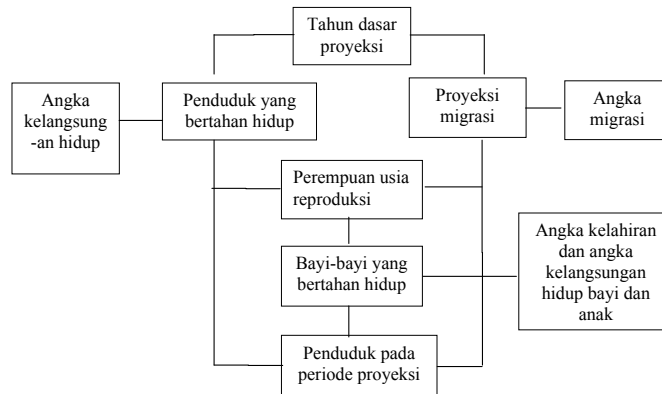 Tahun dasar
proyeksi
Angka
kelangsung
-an hidup
Penduduk yang
bertahan hidup
Proyeksi
migrasi
Angka
migrasi
Perempuan usia
reproduksi
Bayi-bayi yang
bertahan hidup
Angka kelahiran
dan angka
kelangsungan
hidup bayi dan
anak
Penduduk pada
periode proyeksi